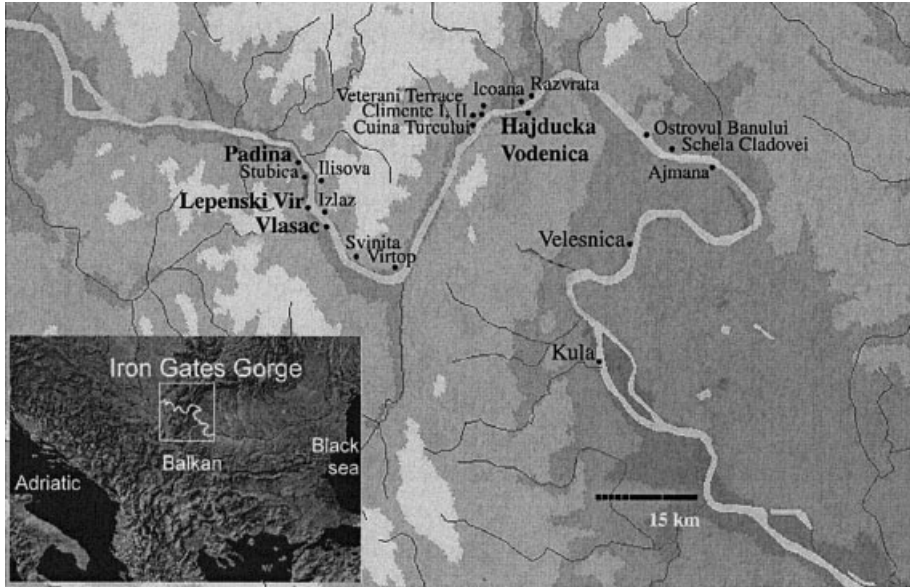 Icoana Razvrata
Veterani Terrace
Climente I, II
Cuina Turcului
Hajducka
Vodenica
Ostrovul Banului
Schela Cladovei
Ajmana
Padina
Stubica
Ilisova
Lepenski Vir
Izlaz
Vlasac
Svinita
Virtop
Velesnica
Kula
15 km
Iron Gates Gorge
Black
sea
Balkan
Adriatic